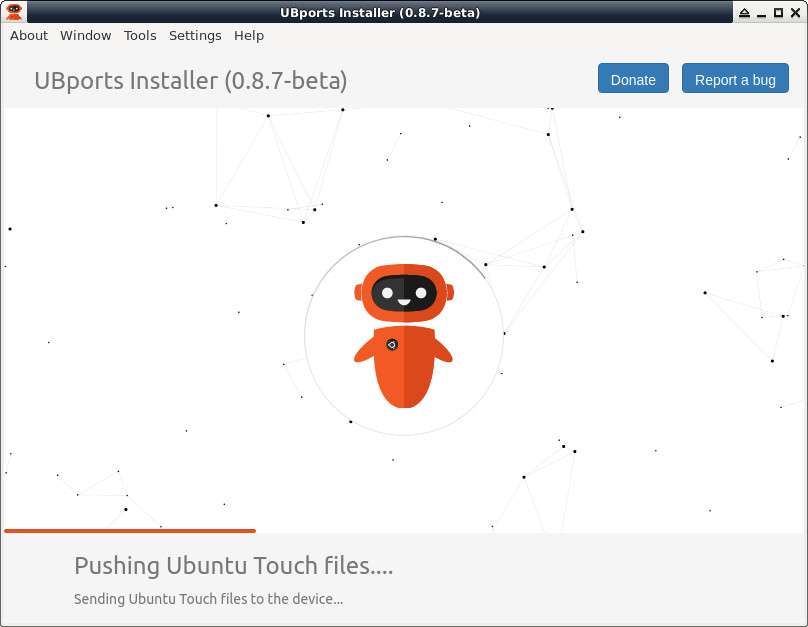 UBports Installer (0.8.7-beta)
About Window Tools Settings Help
UBports Installer (0.8.7-beta)
Donate
Report a bug
Pushing Ubuntu Touch files....
Sending Ubuntu Touch files to the device...